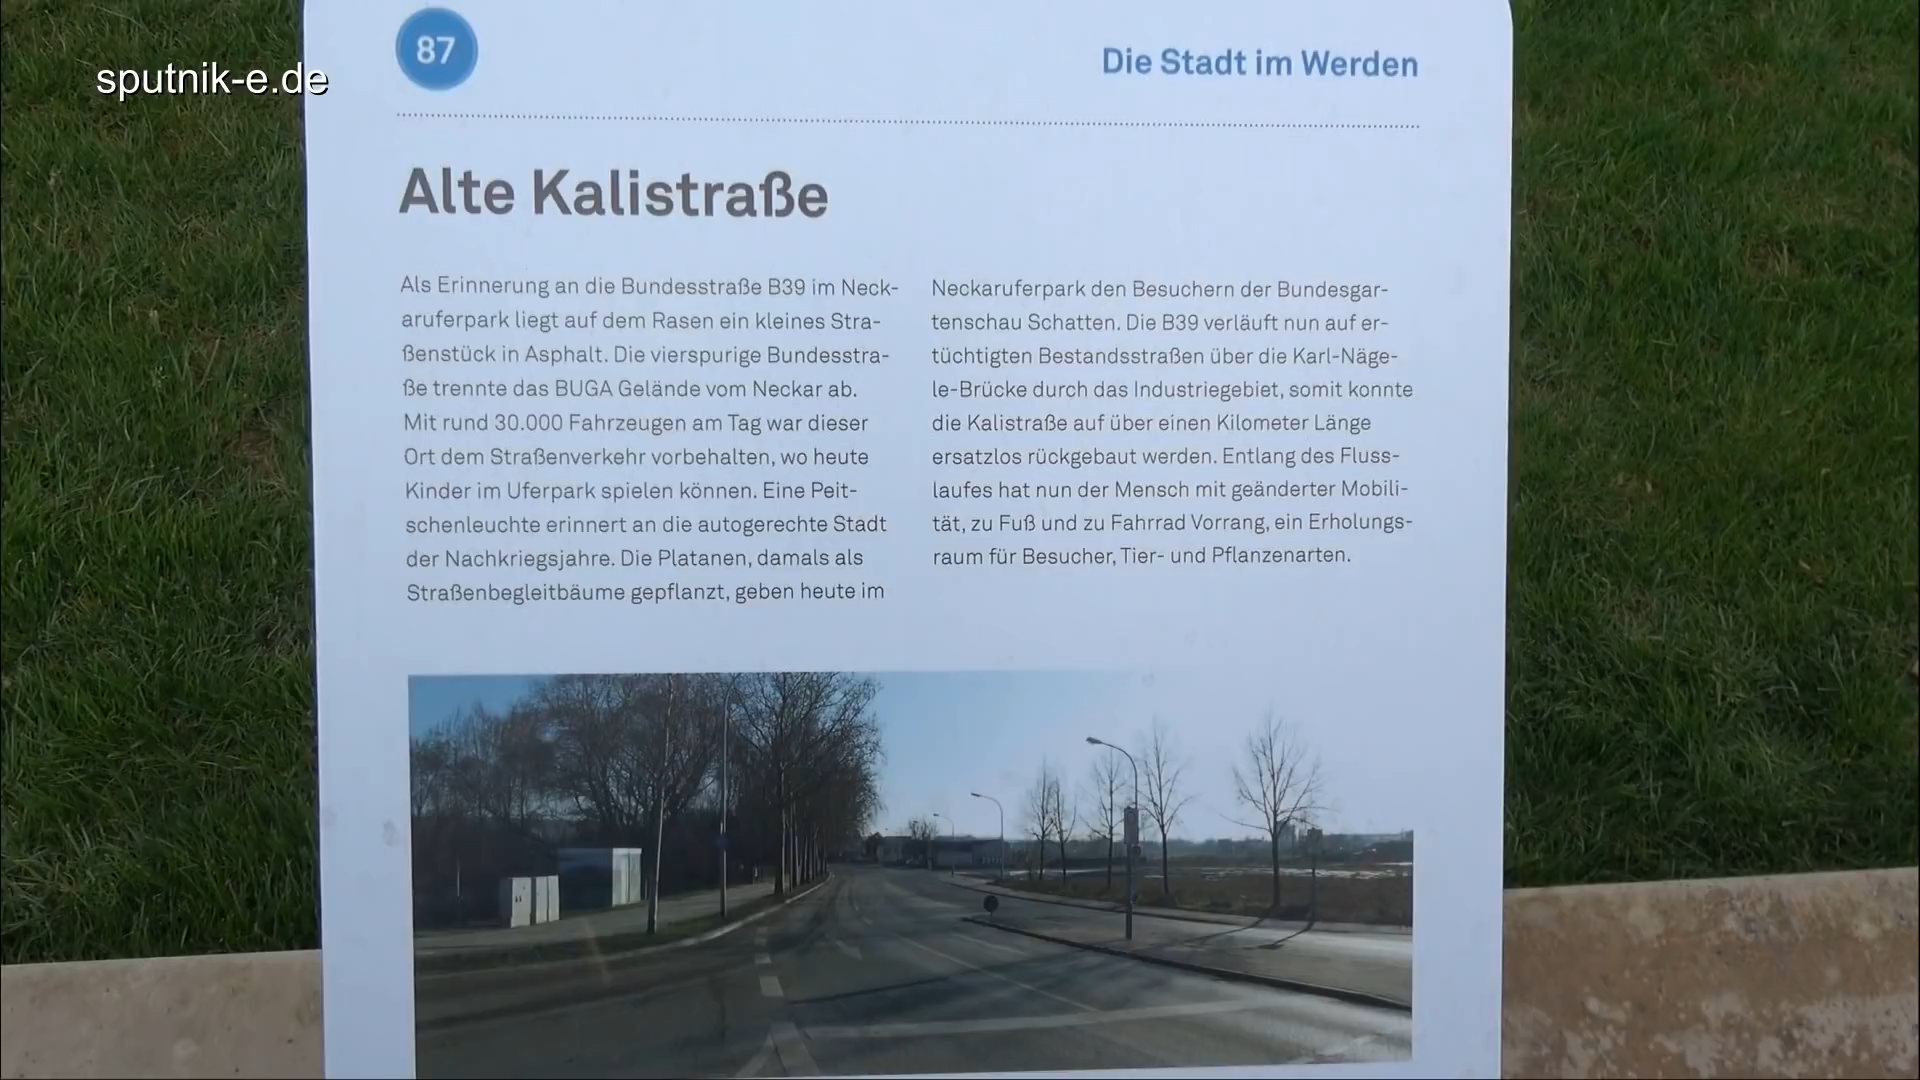 sputnik-e.de
87
Die Stadt im Werden
Alte Kalistraße
Als Erinnerung an die Bundesstraße B39 im Neck-
aruferpark liegt auf dem Rasen ein kleines Stra-
ßenstück in Asphalt. Die vierspurige Bundesstra-
ße trennte das BUGA Gelände vom Neckar ab.
Mit rund 30.000 Fahrzeugen am Tag war dieser
Ort dem Straßenverkehr vorbehalten, wo heute
Kinder im Uferpark spielen können. Eine Peit-
schenleuchte erinnert an die autogerechte Stadt
der Nachkriegsjahre. Die Platanen, damals als
Straßenbegleitbäume gepflanzt, geben heute im
Neckaruferpark den Besuchern der Bundesgar-
tenschau Schatten. Die B39 verläuft nun auf er-
tüchtigten Bestandsstraßen über die Karl-Näge-
le-Brücke durch das Industriegebiet, somit konnte
die Kalistraße auf über einen Kilometer Länge
ersatzlos rückgebaut werden. Entlang des Fluss-
laufes hat nun der Mensch mit geänderter Mobili-
tät, zu Fuß und zu Fahrrad Vorrang, ein Erholungs-
raum für Besucher, Tier- und Pflanzenarten.